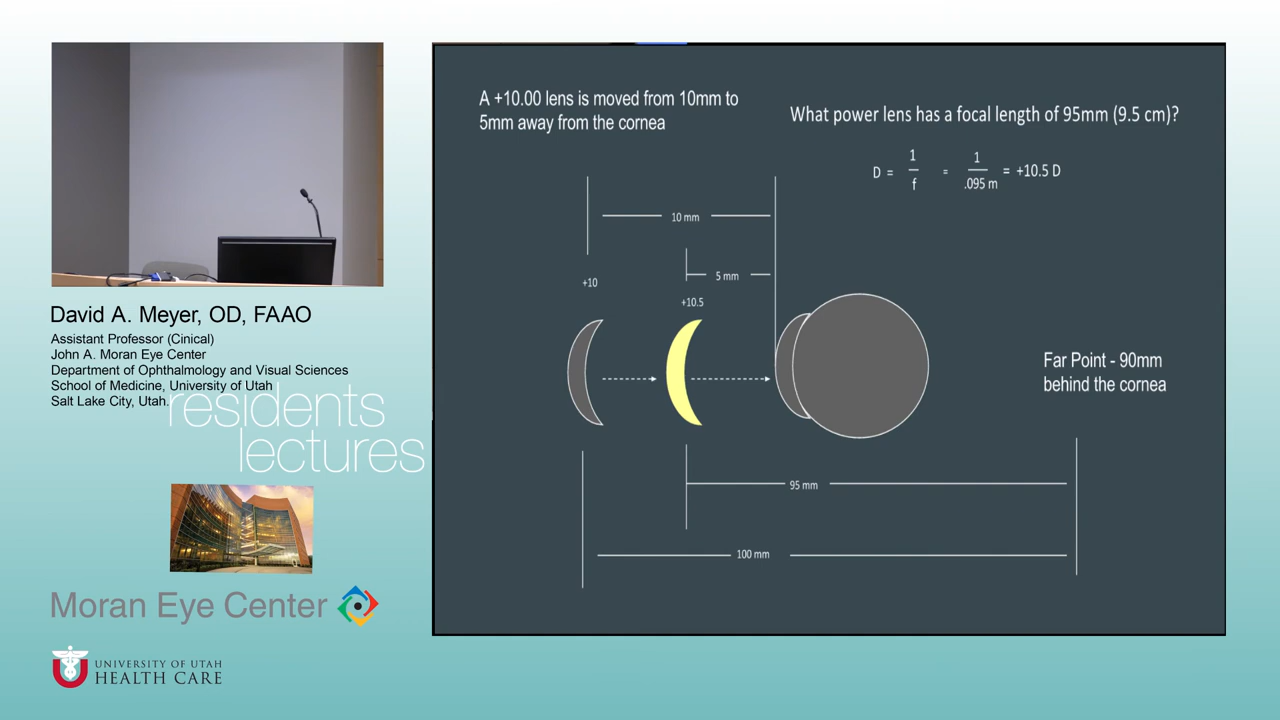 A +10.00 lens is moved from 10mm to
5mm away from the cornea
What power lens has a focal length of 95mm (9.5 cm)?
D = 1/f = 1/.095 m = +10.5 D
10 mm
5 mm
+10
+10.5
Far Point - 90mm
behind the cornea
95 mm
100 mm
David A. Meyer, OD, FAAO
Assistant Professor (Cinical)
John A. Moran Eye Center
Department of Ophthalmology and Visual Sciences
School of Medicine, University of Utah
Salt Lake City, Utah.
residents
lectures
Moran Eye Center
UNIVERSITY OF UTAH
HEALTH CARE